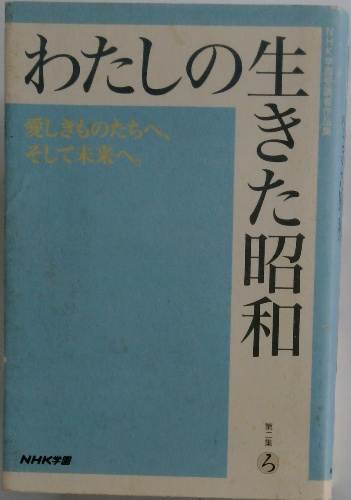 わたしの生きた昭和
愛しきものたちへ、
そして未来へ。
第二集
ろ
NHK学園